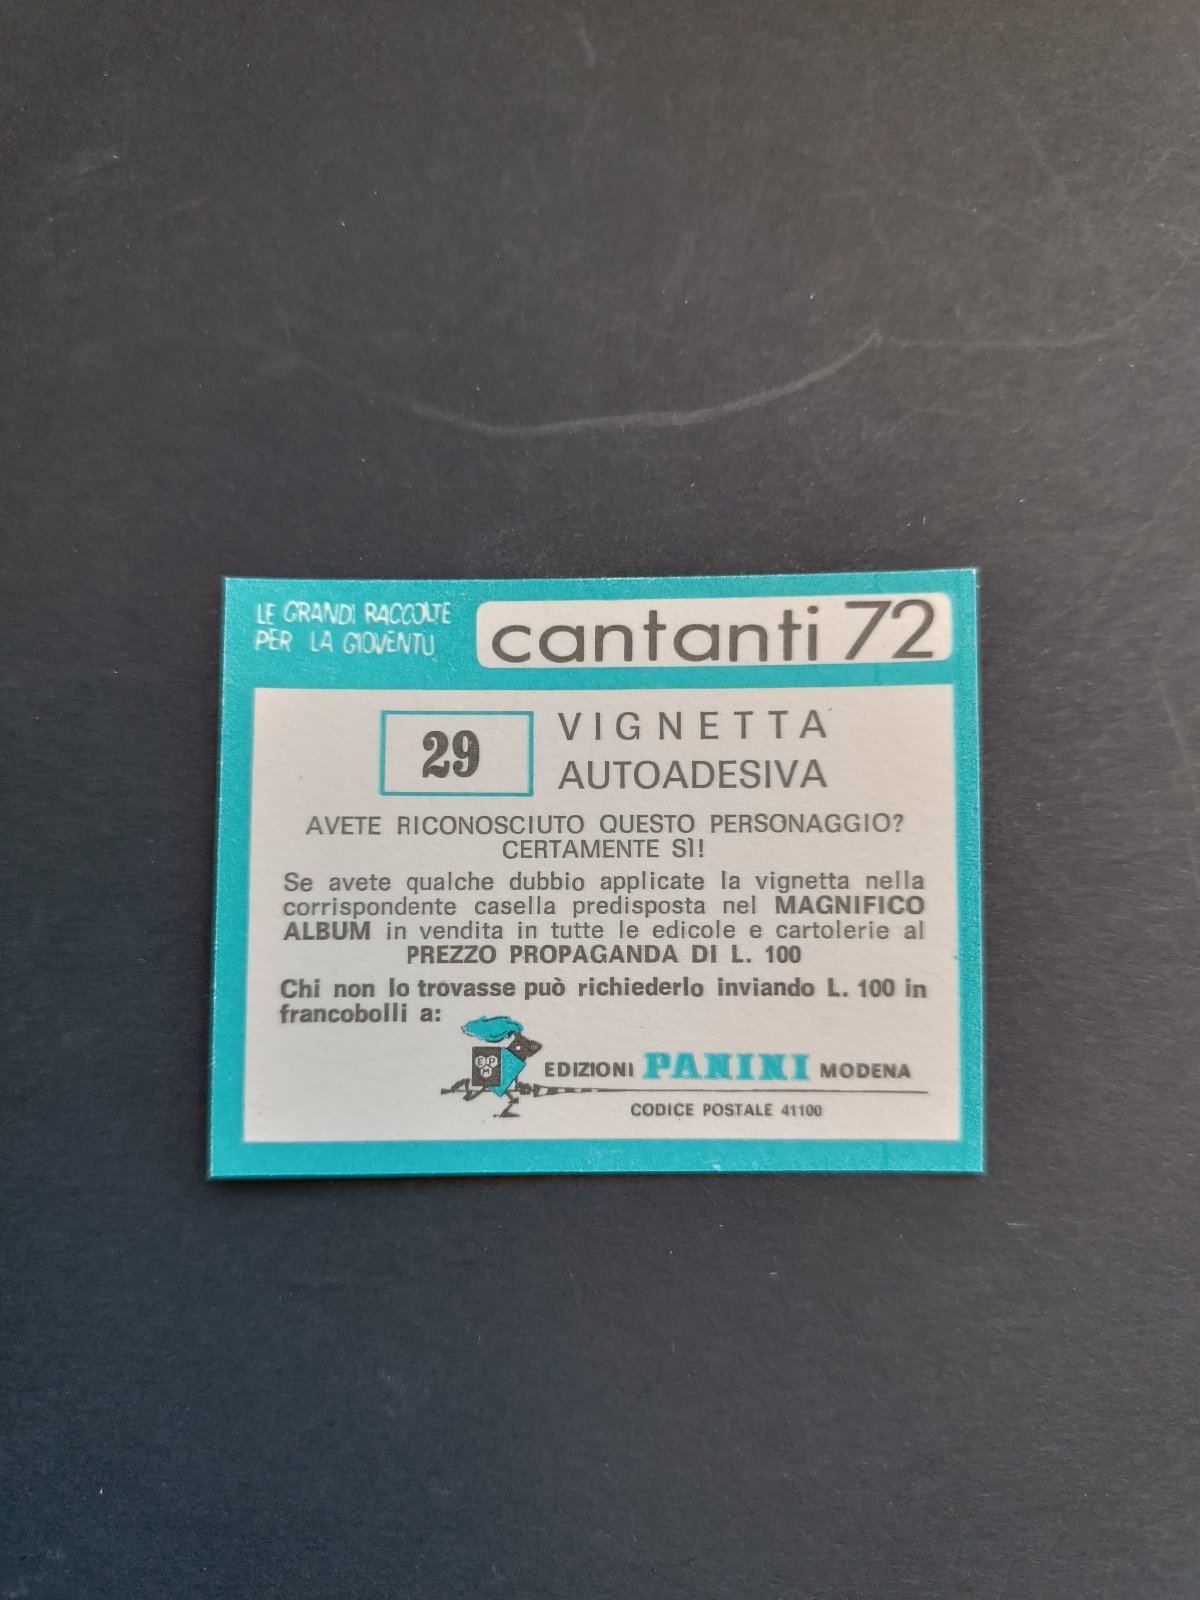 LE GRANDI RACCOLTE
PER LA GIOVENTU
cantanti 72
29
VIGNETTA
AUTOADESIVA
AVETE RICONOSCIUTO QUESTO PERSONAGGIO?
CERTAMENTE SÌ!
Se avete qualche dubbio applicate la vignetta nella
corrispondente casella predisposta nel MAGNIFICO
ALBUM in vendita in tutte le edicole e cartolerie al
PREZZO PROPAGANDA DI L. 100
Chi non lo trovasse può richiederlo inviando L. 100 in
francobolli a:
EPM
EDIZIONI PANINI MODENA
CODICE POSTALE 41100